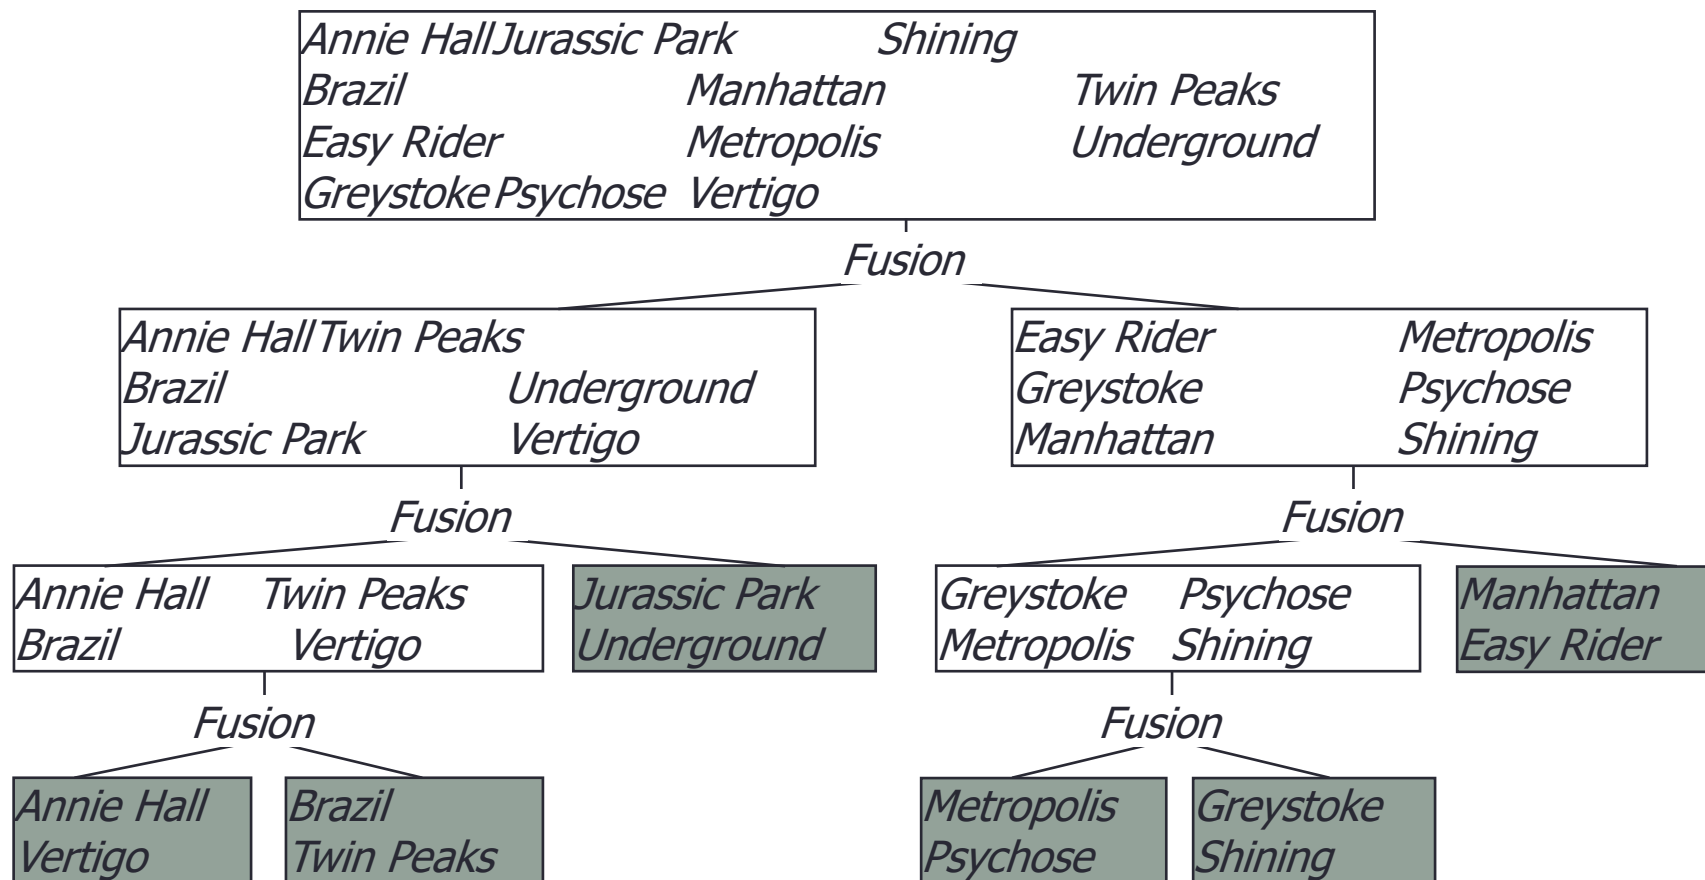 Annie Hall Jurassic Park Shining
Brazil Manhattan Twin Peaks
Easy Rider Metropolis Underground
Greystoke Psychose Vertigo
Fusion
Annie Hall Twin Peaks
Brazil Underground
Jurassic Park Vertigo
Easy Rider Metropolis
Greystoke Psychose
Manhattan Shining
Fusion
Fusion
Annie Hall Twin Peaks
Brazil Vertigo
Jurassic Park
Underground
Greystoke Psychose
Metropolis Shining
Manhattan
Easy Rider
Fusion
Fusion
Annie Hall
Vertigo
Brazil
Twin Peaks
Metropolis
Psychose
Greystoke
Shining